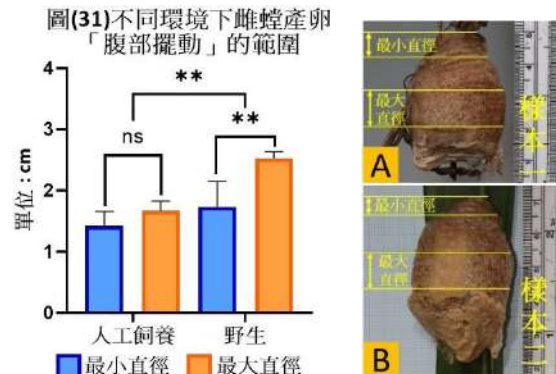 圖(31)不同環境下雌螳產卵
「腹部擺動」的範圍
單位：cm
4
3
2
1
0
**
ns
**
人工飼養
野生
最小直徑
最大直徑
最小直徑
最大
直徑
樣本一
A
最小直徑
最大
直徑
樣本二
B